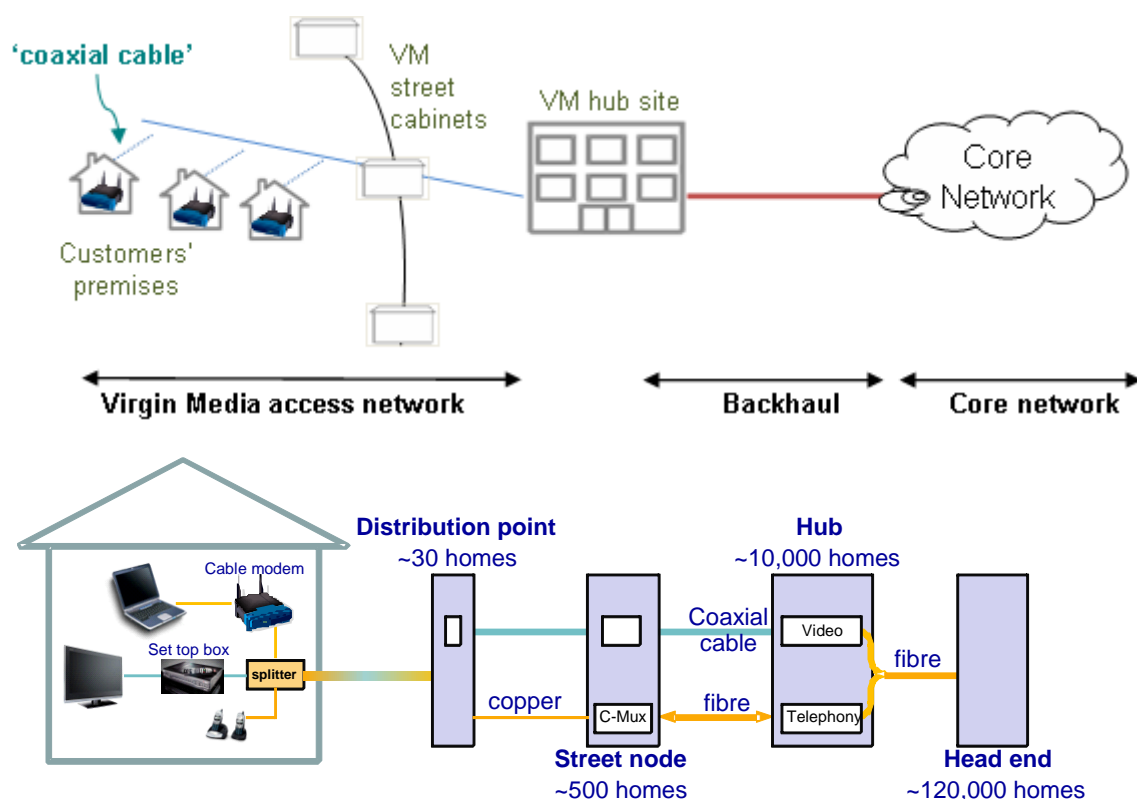 'coaxial cable'
VM
street
cabinets
VM hub site
Core
Network
Customers'
premises
Virgin Media access network
Backhaul
Core network
Distribution point
~30 homes
Hub
~10,000 homes
Cable modem
Set top box
splitter
Coaxial
cable
Video
fibre
copper
C-Mux
fibre
Telephony
Street node
~500 homes
Head end
~120,000 homes